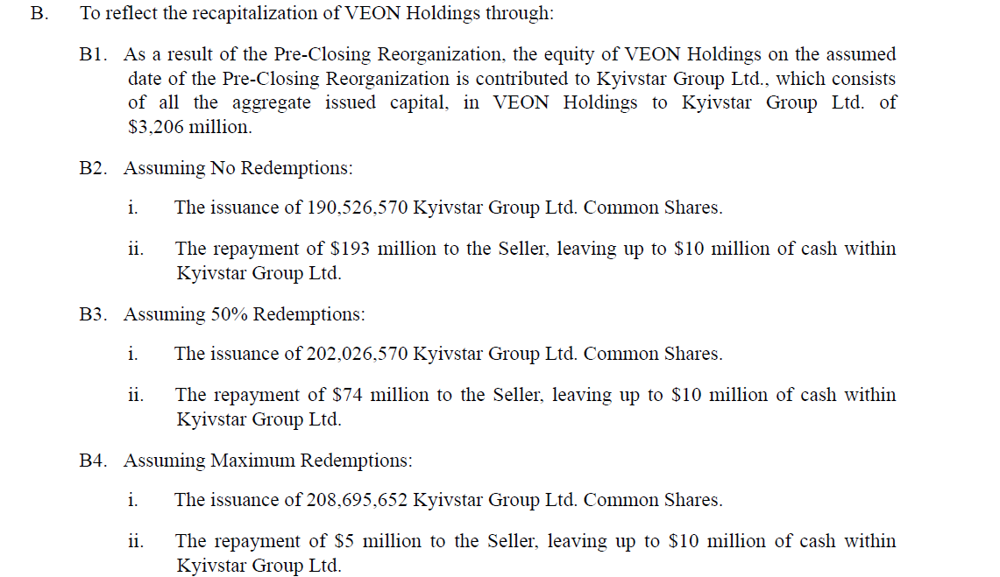 B. To reflect the recapitalization of VEON Holdings through:
B1. As a result of the Pre-Closing Reorganization, the equity of VEON Holdings on the assumed
date of the Pre-Closing Reorganization is contributed to Kyivstar Group Ltd., which consists
of all the aggregate issued capital, in VEON Holdings to Kyivstar Group Ltd. of
$3,206 million.
B2. Assuming No Redemptions:
i. The issuance of 190,526,570 Kyivstar Group Ltd. Common Shares.
ii. The repayment of $193 million to the Seller, leaving up to $10 million of cash within
Kyivstar Group Ltd.
B3. Assuming 50% Redemptions:
i. The issuance of 202,026,570 Kyivstar Group Ltd. Common Shares.
ii. The repayment of $74 million to the Seller, leaving up to $10 million of cash within
Kyivstar Group Ltd.
B4. Assuming Maximum Redemptions:
i. The issuance of 208,695,652 Kyivstar Group Ltd. Common Shares.
ii. The repayment of $5 million to the Seller, leaving up to $10 million of cash within
Kyivstar Group Ltd.